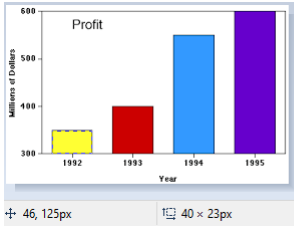 600
Profit
500
Millions of Dollars
400
300
1992 1993 1994 1995
Year
46, 125px 40 × 23px